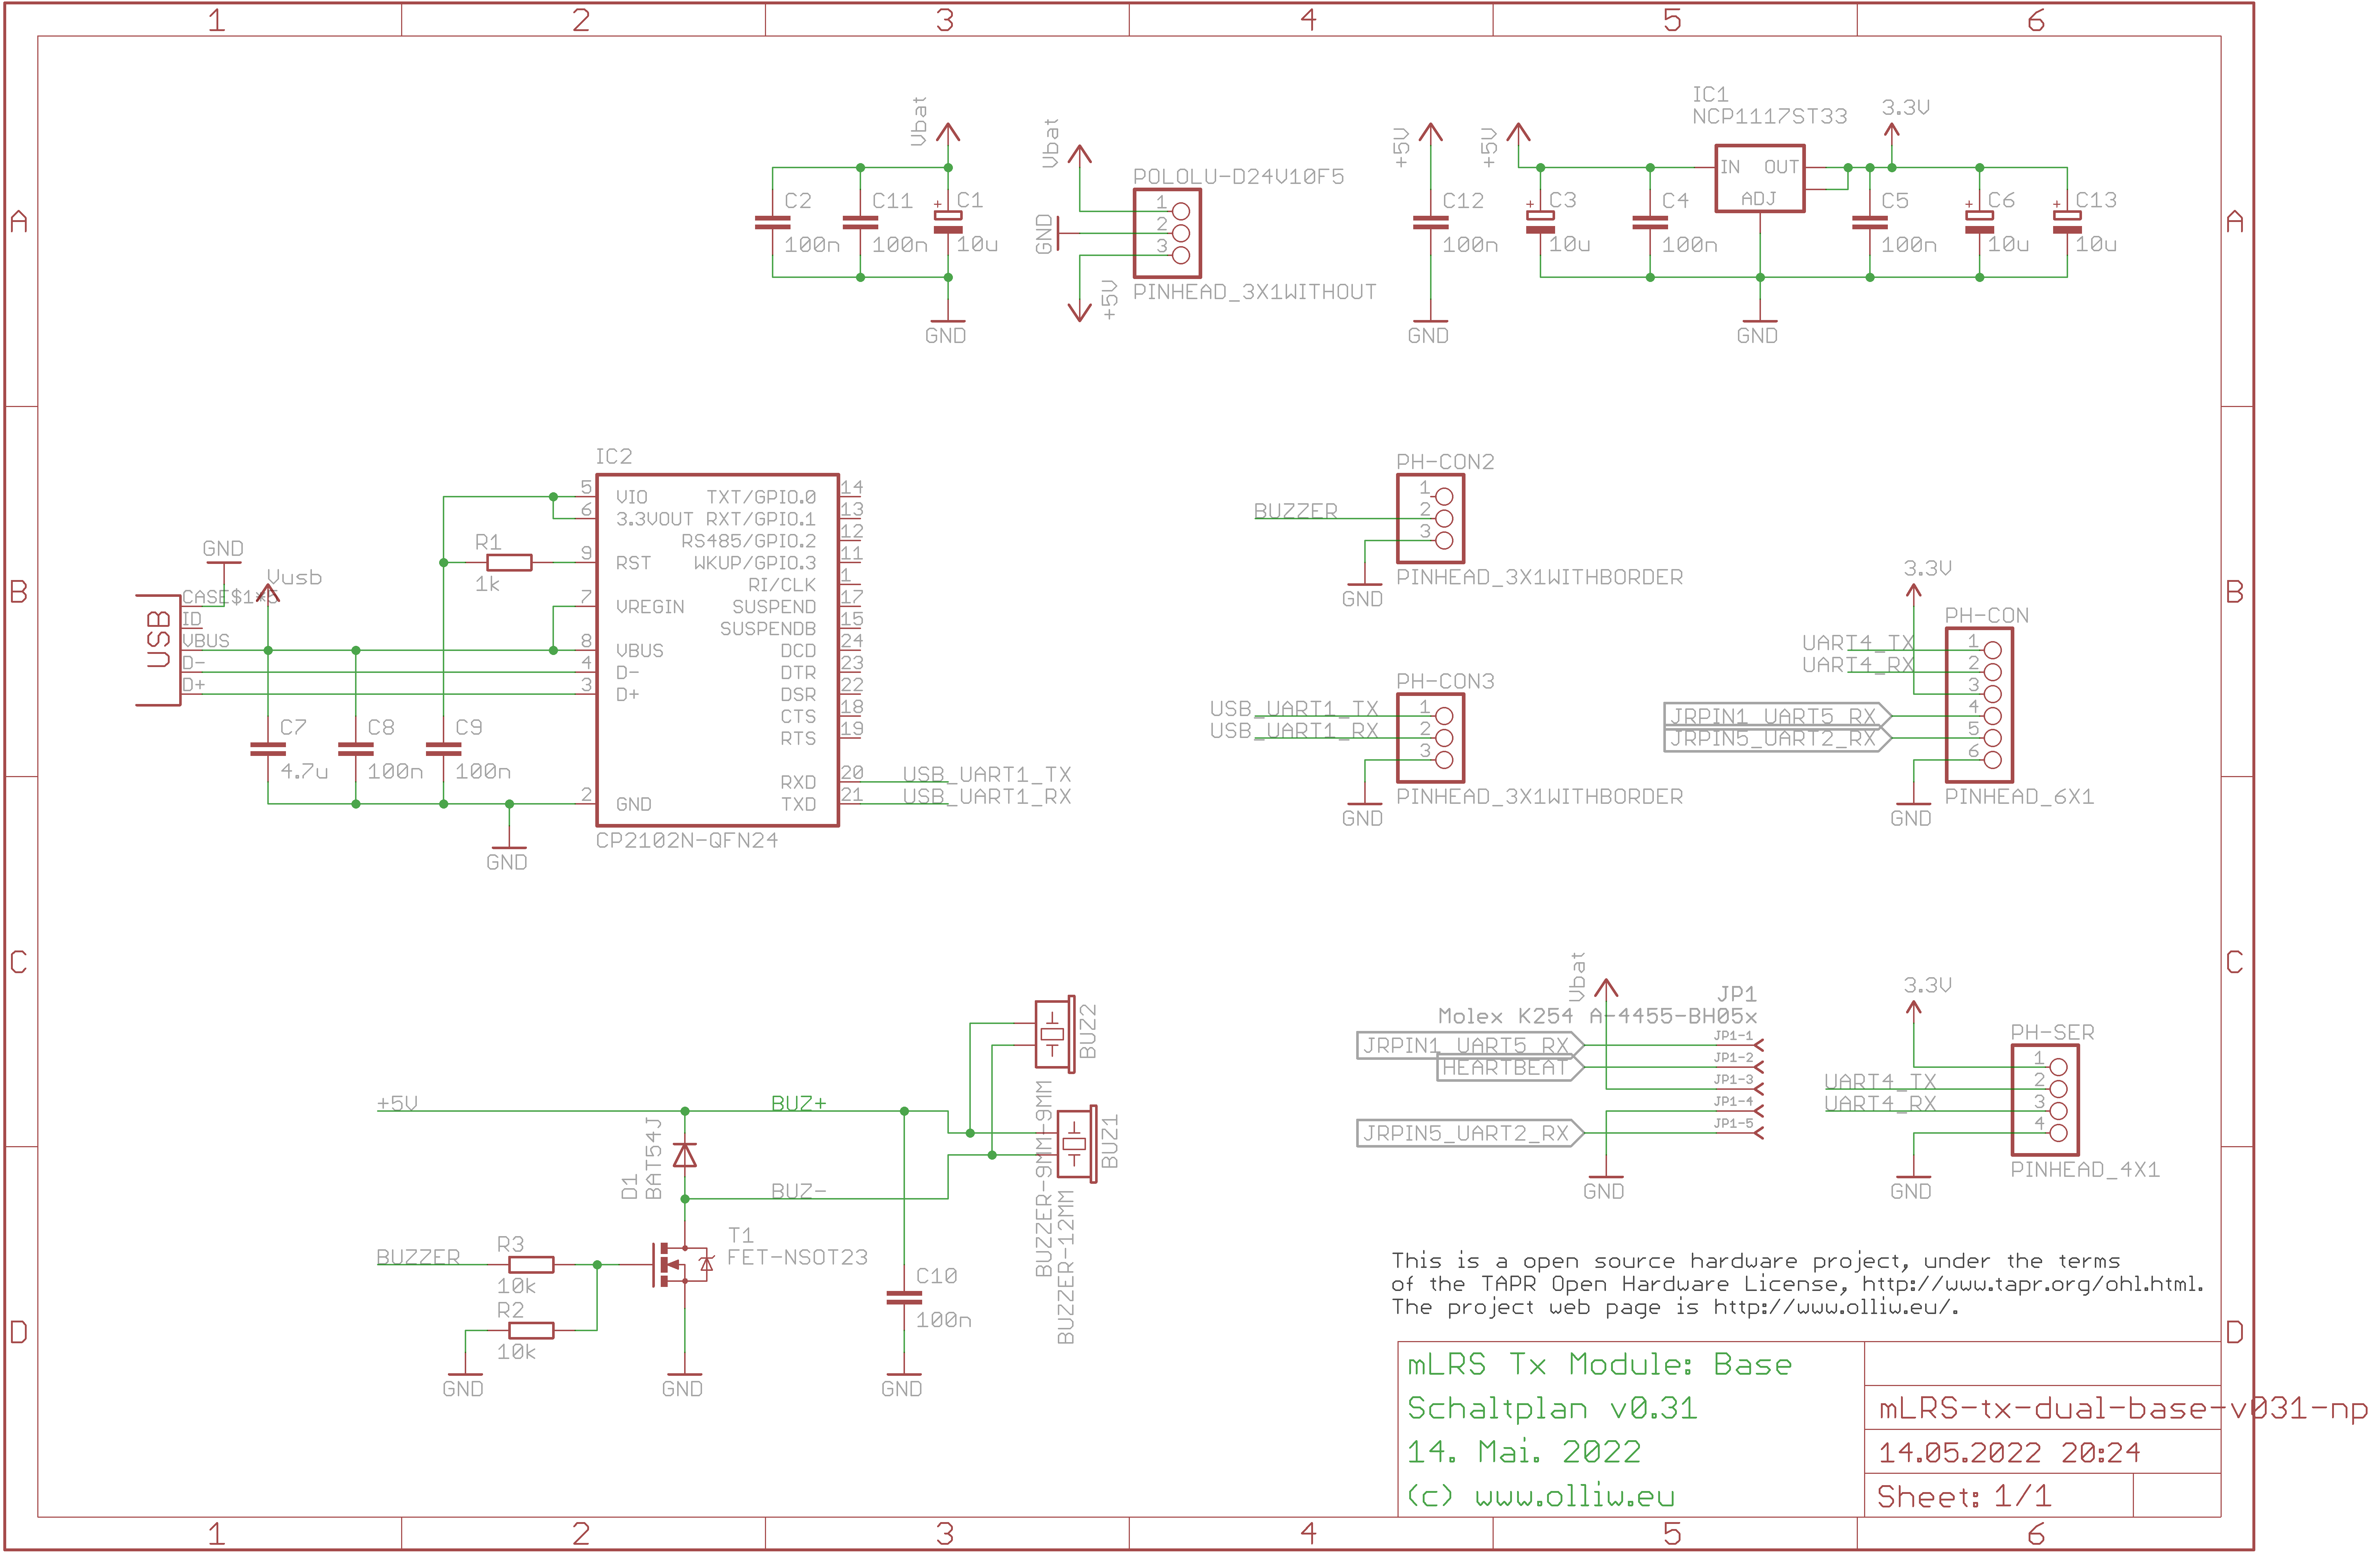 1 2 3 4 5 6
A A
B B
C C
D D
Vbat
C2
100n
C11
100n
+
C1
10u
GND
Vbat
GND
+5V
POLOLU-D24V10F5
1
2
3
PINHEAD_3X1WITHOUT
+5V
C12
100n
GND
+5V
IC1
NCP1117ST33
IN OUT
ADJ
3.3V
+
C3
10u
C4
100n
C5
100n
+
C6
10u
+
C13
10u
GND
IC2
5 VIO TXT/GPIO.0 14
6 3.3VOUT RXT/GPIO.1 13
RS485/GPIO.2 12
9 RST WKUP/GPIO.3 11
RI/CLK 1
7 VREGIN SUSPEND 17
SUSPENDB 15
8 VBUS DCD 24
4 D- DTR 23
3 D+ DSR 22
CTS 18
RTS 19
RXD 20 USB_UART1_TX
2 GND TXD 21 USB_UART1_RX
CP2102N-QFN24
R1
1k
GND
Vusb
USB
CASE$1*5
ID
VBUS
D-
D+
C7
4.7u
C8
100n
C9
100n
GND
PH-CON2
BUZZER
1
2
3
GND
PINHEAD_3X1WITHBORDER
PH-CON3
USB_UART1_TX
USB_UART1_RX
1
2
3
GND
PINHEAD_3X1WITHBORDER
3.3V
PH-CON
UART4_TX
UART4_RX
JRPIN1_UART5_RX
JRPIN5_UART2_RX
1
2
3
4
5
6
GND
PINHEAD_6X1
+5V
BUZ+
BUZ-
D1
BAT54J
BUZ2
BUZZER-9MM-9MM
BUZ1
BUZZER-12MM
BUZZER
R3
10k
R2
10k
T1
FET-NSOT23
C10
100n
GND
GND
GND
Vbat
JP1
Molex K254 A-4455-BH05x
JRPIN1_UART5_RX
HEARTBEAT
JRPIN5_UART2_RX
JP1-1
JP1-2
JP1-3
JP1-4
JP1-5
GND
3.3V
PH-SER
UART4_TX
UART4_RX
1
2
3
4
GND
PINHEAD_4X1
This is a open source hardware project, under the terms
of the TAPR Open Hardware License, http://www.tapr.org/ohl.html.
The project web page is http://www.olliw.eu/.
mLRS Tx Module: Base
Schaltplan v0.31
14. Mai. 2022
(c) www.olliw.eu
mLRS-tx-dual-base-v031-np
14.05.2022 20:24
Sheet: 1/1
1 2 3 4 5 6